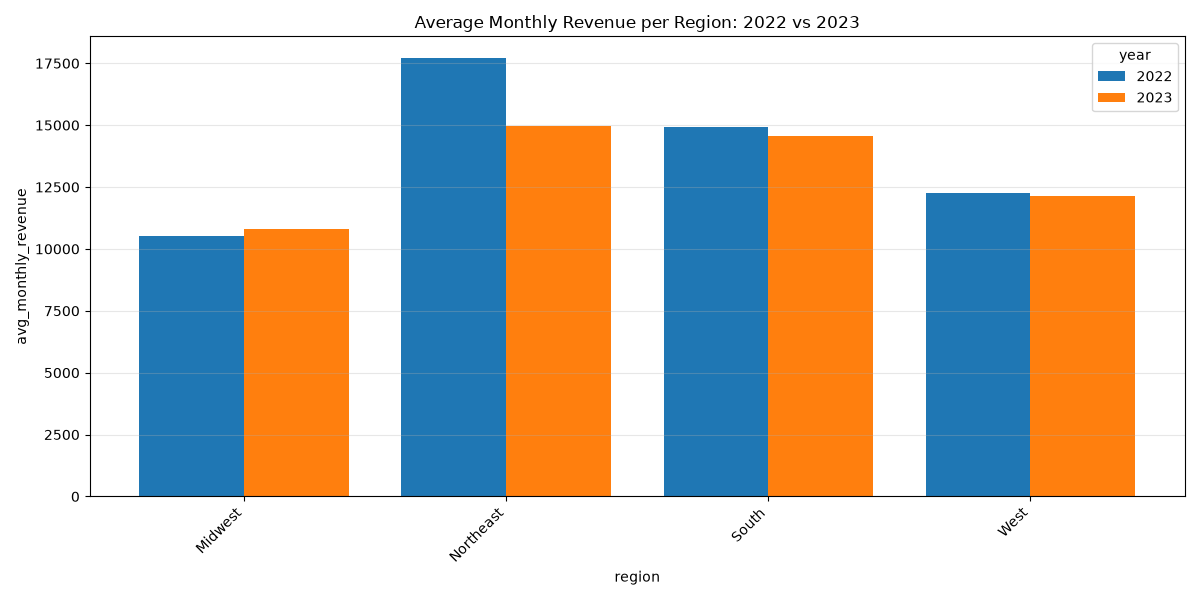 Average Monthly Revenue per Region: 2022 vs 2023
year
2022
2023
avg_monthly_revenue
17500
15000
12500
10000
7500
5000
2500
0
Midwest
Northeast
South
West
region